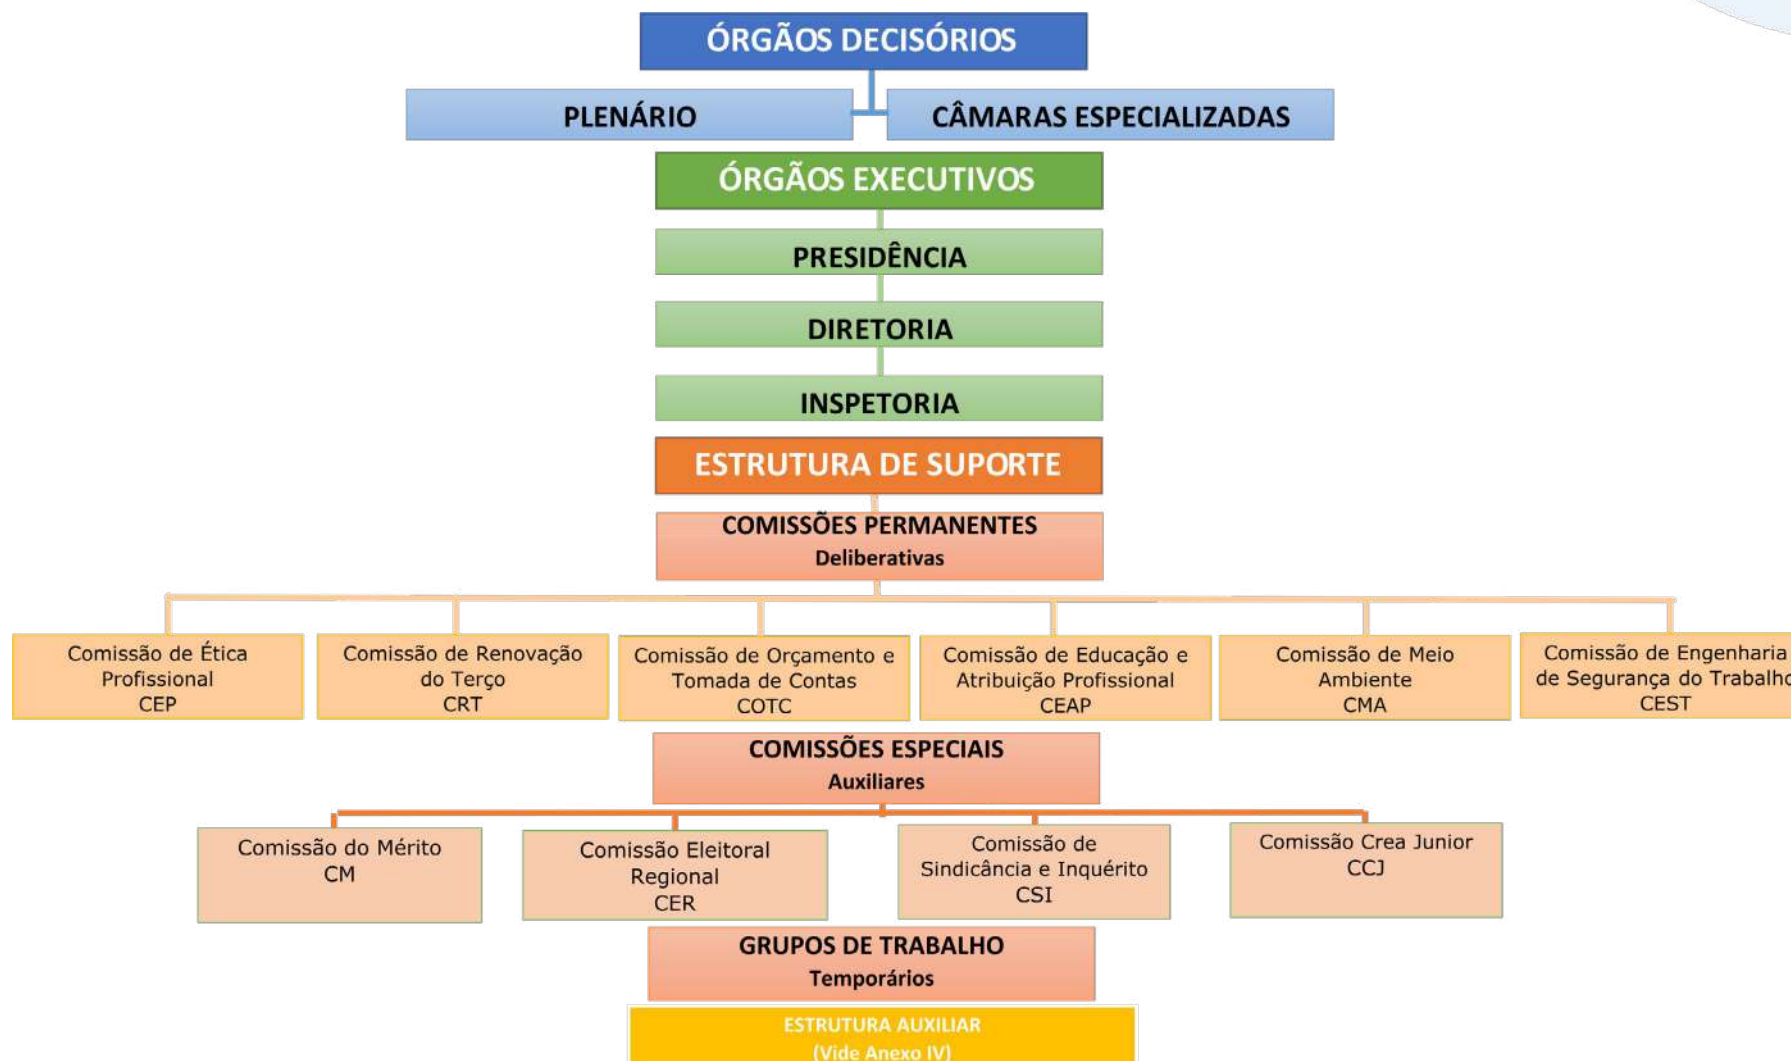 ÓRGÃOS DECISÓRIOS
PLENÁRIO
CÂMARAS ESPECIALIZADAS
ÓRGÃOS EXECUTIVOS
PRESIDÊNCIA
DIRETORIA
INSPETORIA
ESTRUTURA DE SUPORTE
COMISSÕES PERMANENTES
Deliberativas
Comissão de Ética
Profissional
CEP
Comissão de Renovação
do Terço
CRT
Comissão de Orçamento e
Tomada de Contas
COTC
Comissão de Educação e
Atribuição Profissional
CEAP
Comissão de Meio
Ambiente
CMA
Comissão de Engenharia
de Segurança do Trabalho
CEST
COMISSÕES ESPECIAIS
Auxiliares
Comissão do Mérito
CM
Comissão Eleitoral
Regional
CER
Comissão de
Sindicância e Inquérito
CSI
Comissão Crea Junior
CCJ
GRUPOS DE TRABALHO
Temporários
ESTRUTURA AUXILIAR
(Vide Anexo IV)